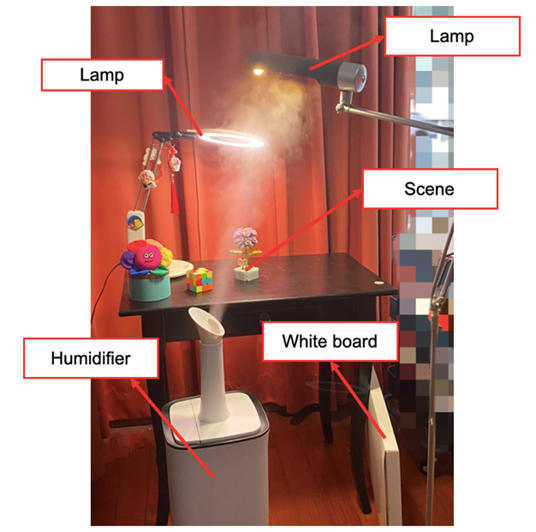 Lamp
Lamp
Scene
White board
Humidifier